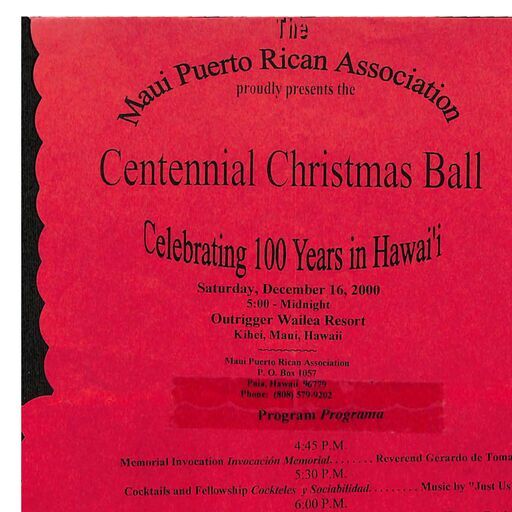 The
Maui Puerto Rican Association
proudly presents the
Centennial Christmas Ball
Celebrating 100 Years in Hawai'i
Saturday, December 16, 2000
5:00 - Midnight
Outrigger Wailea Resort
Kihei, Maui, Hawaii
Maui Puerto Rican Association
P. O. Box 1057
Paia, Hawaii 96779
Phone: (808) 579-9202
Program Programa
4:45 P.M.
Memorial Invocation Invocación Memorial. . . . . . . . Reverend Gerardo de Toma
5:30 P.M.
Cocktails and Fellowship Cockteles y Sociabilidad. . . . . . . . . Music by "Just Us
6:00 P.M.